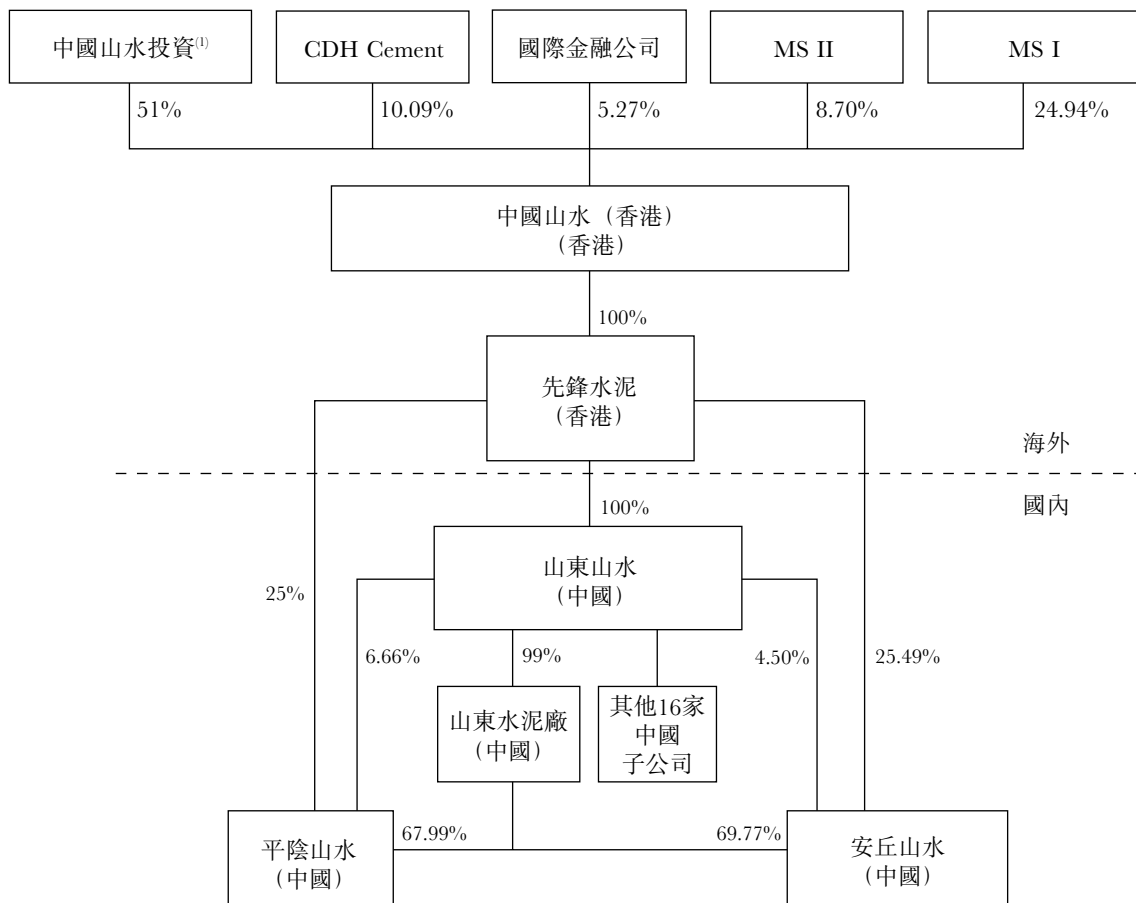 中國山水投資⁽¹⁾
CDH Cement
國際金融公司
MS II
MS I
51%
10.09%
5.27%
8.70%
24.94%
中國山水（香港）
（香港）
100%
先鋒水泥
（香港）
海外
國內
100%
山東山水
（中國）
25%
6.66%
99%
4.50%
25.49%
山東水泥廠
（中國）
其他16家
中國
子公司
67.99%
69.77%
平陰山水
（中國）
安丘山水
（中國）